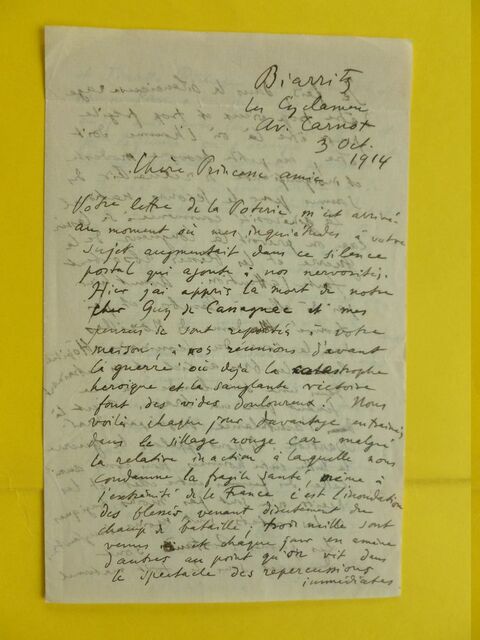 Biarritz
Les Cyclamens
Av. Carnot
3 Oct.
1914
Chère Princesse amie
Votre lettre de la Poterie m'est arrivée
au moment où mes inquiétudes à votre
sujet augmentait dans ce silence
postal qui ajoute à nos nervosités.
Hier j'ai appris la mort de notre
cher Guy de Cassagnac et mes
pensées se sont reportées à votre
maison, à nos réunions d'avant
la guerre où déjà la catastrophe
héroïque et la sanglante victoire
font des vides douloureux! Nous
voilà chaque jour davantage entraînés
dans le sillage rouge car malgré
la relative inaction à laquelle nous
condamne la fragile santé, même à
l'extrémité de la France c'est l'inondation
des blessés venant directement du
champ de bataille; trois mille sont
venus et chaque jour en amène
d'autres au point qu'on vit dans
le spectacle des répercussions
immédiates